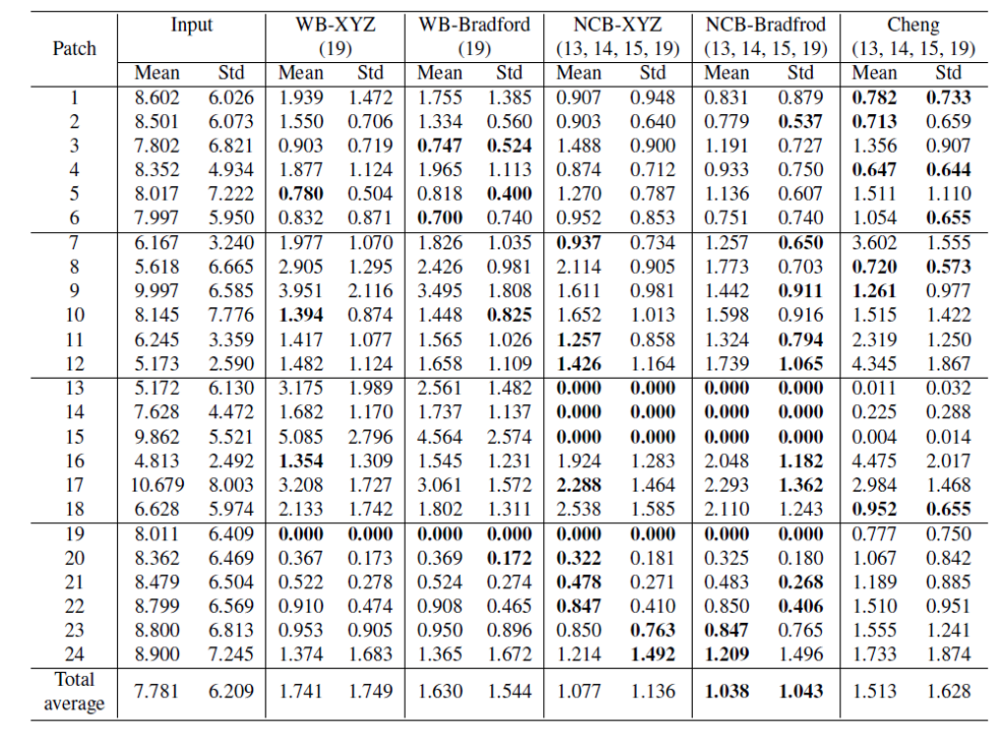 Patch Input WB-XYZ (19) WB-Bradford (19) NCB-XYZ (13, 14, 15, 19) NCB-Bradfrod (13, 14, 15, 19) Cheng (13, 14, 15, 19)
Mean Std Mean Std Mean Std Mean Std Mean Std Mean Std
1 8.602 6.026 1.939 1.472 1.755 1.385 0.907 0.948 0.831 0.879 0.782 0.733
2 8.501 6.073 1.550 0.706 1.334 0.560 0.903 0.640 0.779 0.537 0.713 0.659
3 7.802 6.821 0.903 0.719 0.747 0.524 1.488 0.900 1.191 0.727 1.356 0.907
4 8.352 4.934 1.877 1.124 1.965 1.113 0.874 0.712 0.933 0.750 0.647 0.644
5 8.017 7.222 0.780 0.504 0.818 0.400 1.270 0.787 1.136 0.607 1.511 1.110
6 7.997 5.950 0.832 0.871 0.700 0.740 0.952 0.853 0.751 0.740 1.054 0.655
7 6.167 3.240 1.977 1.070 1.826 1.035 0.937 0.734 1.257 0.650 3.602 1.555
8 5.618 6.665 2.905 1.295 2.426 0.981 2.114 0.905 1.773 0.703 0.720 0.573
9 9.997 6.585 3.951 2.116 3.495 1.808 1.611 0.981 1.442 0.911 1.261 0.977
10 8.145 7.776 1.394 0.874 1.448 0.825 1.652 1.013 1.598 0.916 1.515 1.422
11 6.245 3.359 1.417 1.077 1.565 1.026 1.257 0.858 1.324 0.794 2.319 1.250
12 5.173 2.590 1.482 1.124 1.658 1.109 1.426 1.164 1.739 1.065 4.345 1.867
13 5.172 6.130 3.175 1.989 2.561 1.482 0.000 0.000 0.000 0.000 0.011 0.032
14 7.628 4.472 1.682 1.170 1.737 1.137 0.000 0.000 0.000 0.000 0.225 0.288
15 9.862 5.521 5.085 2.796 4.564 2.574 0.000 0.000 0.000 0.000 0.004 0.014
16 4.813 2.492 1.354 1.309 1.545 1.231 1.924 1.283 2.048 1.182 4.475 2.017
17 10.679 8.003 3.208 1.727 3.061 1.572 2.288 1.464 2.293 1.362 2.984 1.468
18 6.628 5.974 2.133 1.742 1.802 1.311 2.538 1.585 2.110 1.243 0.952 0.655
19 8.011 6.409 0.000 0.000 0.000 0.000 0.000 0.000 0.000 0.000 0.777 0.750
20 8.362 6.469 0.367 0.173 0.369 0.172 0.322 0.181 0.325 0.180 1.067 0.842
21 8.479 6.504 0.522 0.278 0.524 0.274 0.478 0.271 0.483 0.268 1.189 0.885
22 8.799 6.569 0.910 0.474 0.908 0.465 0.847 0.410 0.850 0.406 1.510 0.951
23 8.800 6.813 0.953 0.905 0.950 0.896 0.850 0.763 0.847 0.765 1.555 1.241
24 8.900 7.245 1.374 1.683 1.365 1.672 1.214 1.492 1.209 1.496 1.733 1.874
Total average 7.781 6.209 1.741 1.749 1.630 1.544 1.077 1.136 1.038 1.043 1.513 1.628